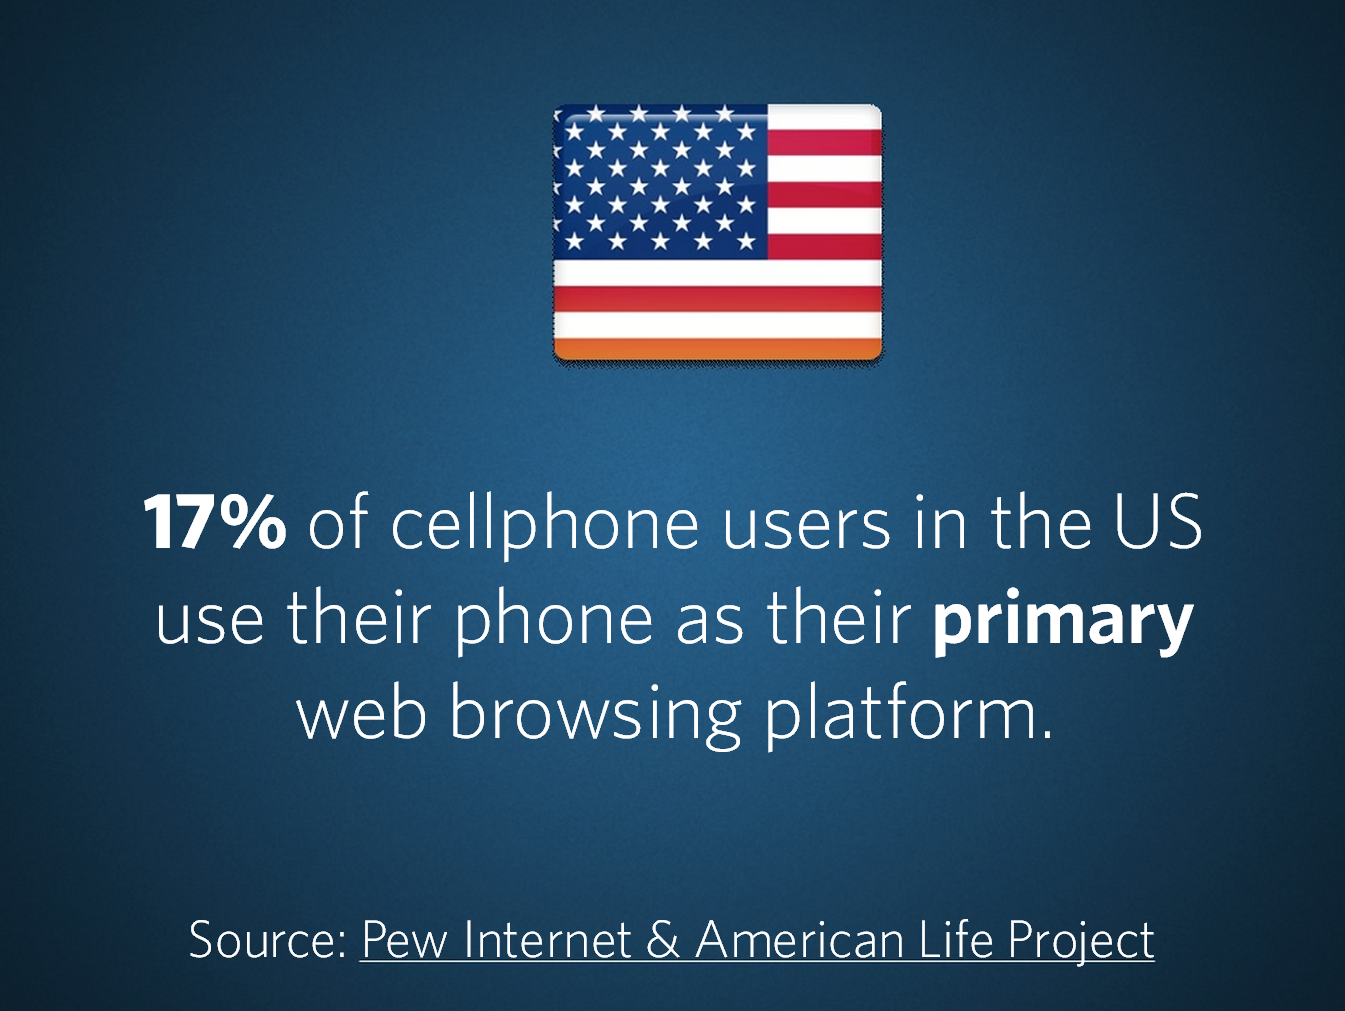 17% of cellphone users in the US
use their phone as their primary
web browsing platform.
Source: Pew Internet & American Life Project